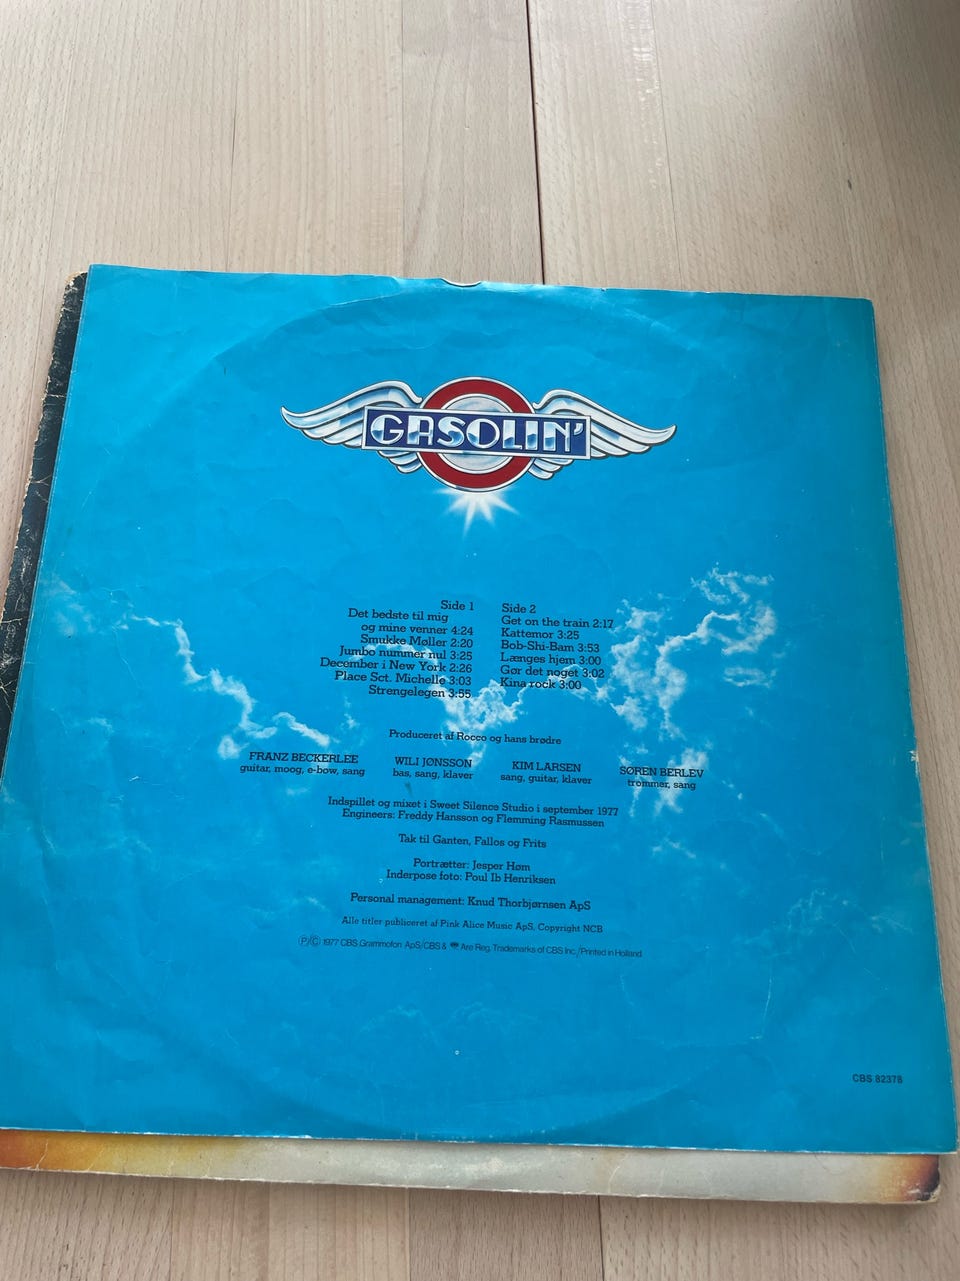 GASOLIN'
Side 1
Det bedste til mig
og mine venner 4:24
Smukke Møller 2:20
Jumbo nummer nul 3:25
December i New York 2:26
Place Sct. Michelle 3:03
Strengelegen 3:55
Side 2
Get on the train 2:17
Kattemor 3:25
Bob-Shi-Bam 3:53
Længes hjem 3:00
Gør det noget 3:02
Kina rock 3:00
Produceret af Rocco og hans brødre
FRANZ BECKERLEE
guitar, moog, e-bow, sang
WILI JØNSSON
bas, sang, klaver
KIM LARSEN
sang, guitar, klaver
SØREN BERLEV
trommer, sang
Indspillet og mixet i Sweet Silence Studio i september 1977
Engineers: Freddy Hansson og Flemming Rasmussen
Tak til Ganten, Fallos og Frits
Portrætter: Jesper Høm
Inderpose foto: Poul Ib Henriksen
Personal management: Knud Thorbjørnsen ApS
Alle titler publiceret af Pink Alice Music ApS, Copyright NCB
Ⓟ/Ⓒ 1977 CBS Grammofon ApS/CBS & Are Reg. Trademarks of CBS Inc./Printed in Holland
CBS 82378